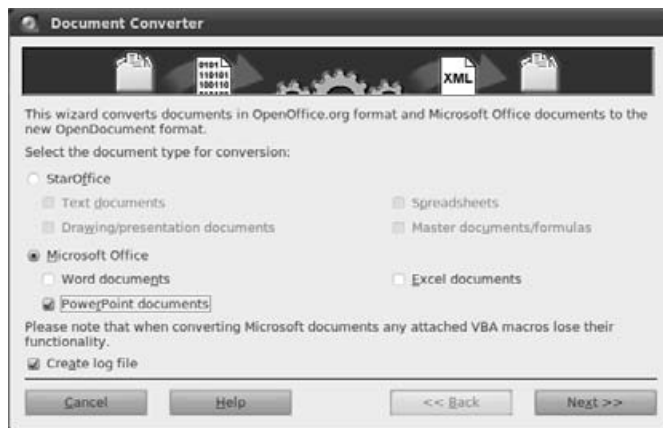 Document Converter
0101
110101
100110
XML
This wizard converts documents in OpenOffice.org format and Microsoft Office documents to the
new OpenDocument format.
Select the document type for conversion:
StarOffice
Text documents
Spreadsheets
Drawing/presentation documents
Master documents/formulas
Microsoft Office
Word documents
Excel documents
PowerPoint documents
Please note that when converting Microsoft documents any attached VBA macros lose their
functionality.
Create log file
Cancel
Help
<< Back
Next >>